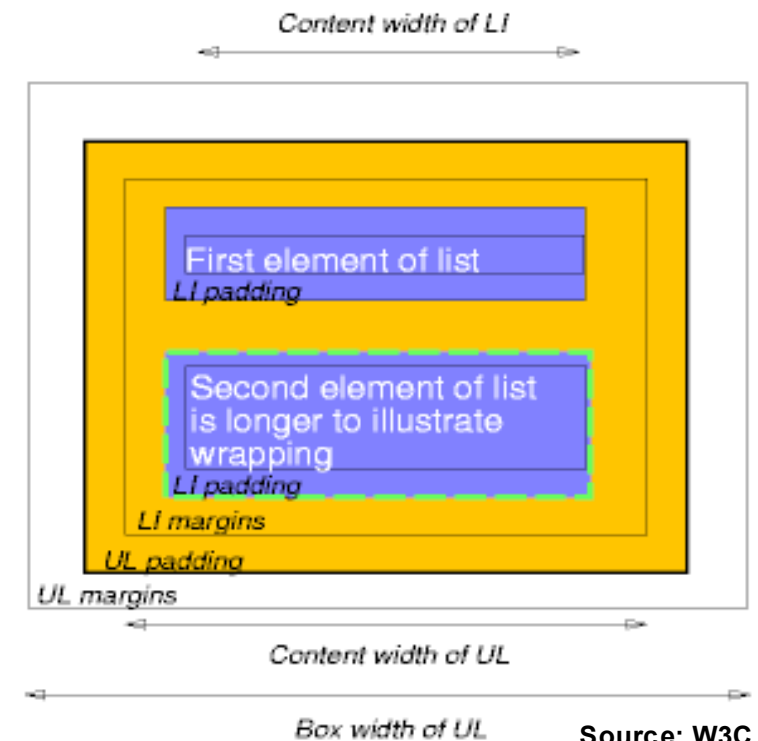 Content width of LI
First element of list
LI padding
Second element of list
is longer to illustrate
wrapping
LI padding
LI margins
UL padding
UL margins
Content width of UL
Box width of UL
Source: W3C